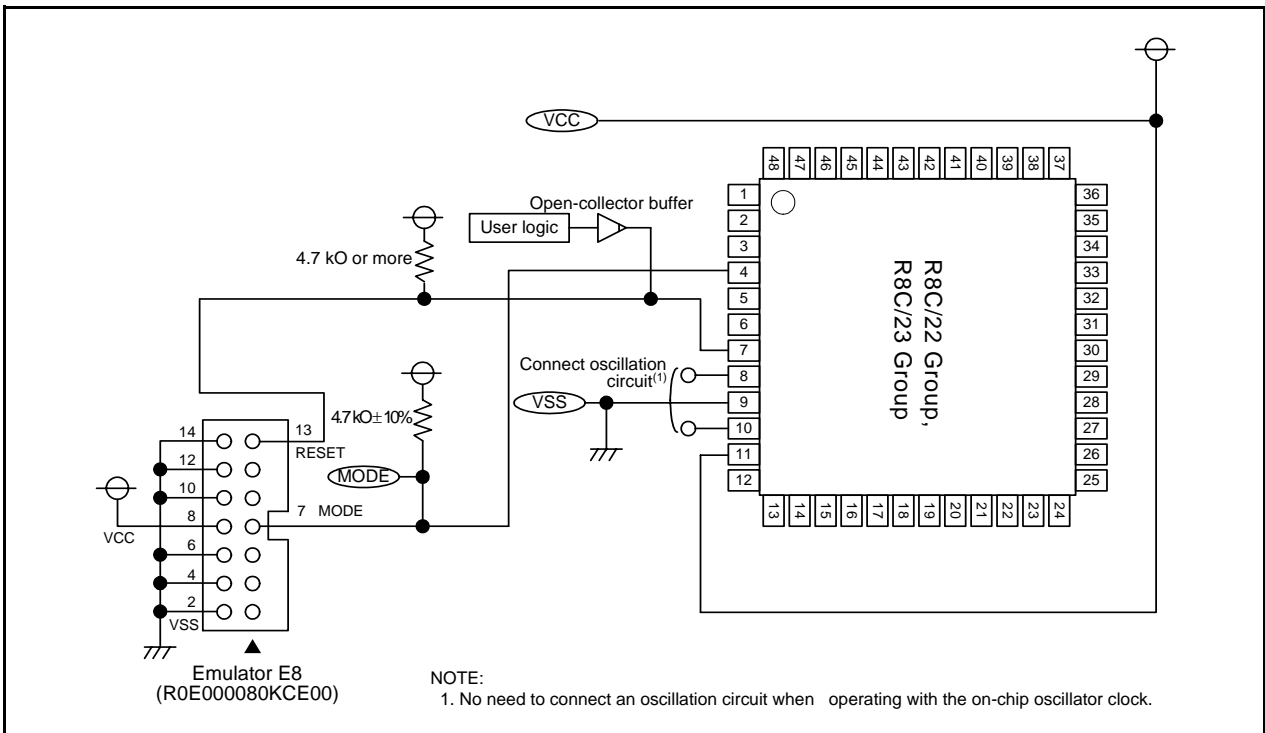 VCC
48 47 46 45 44 43 42 41 40 39 38 37
1
2
3
4
5
6
7
8
9
10
11
12
36
35
34
33
32
31
30
29
28
27
26
25
13 14 15 16 17 18 19 20 21 22 23 24
R8C/22 Group,
R8C/23 Group
Open-collector buffer
User logic
4.7 kO or more
Connect oscillation
circuit(1)
VSS
4.7kO±10%
MODE
14
13
RESET
12
10
8
7 MODE
VCC
6
4
2
VSS
Emulator E8
(R0E000080KCE00)
NOTE:
1. No need to connect an oscillation circuit when operating with the on-chip oscillator clock.